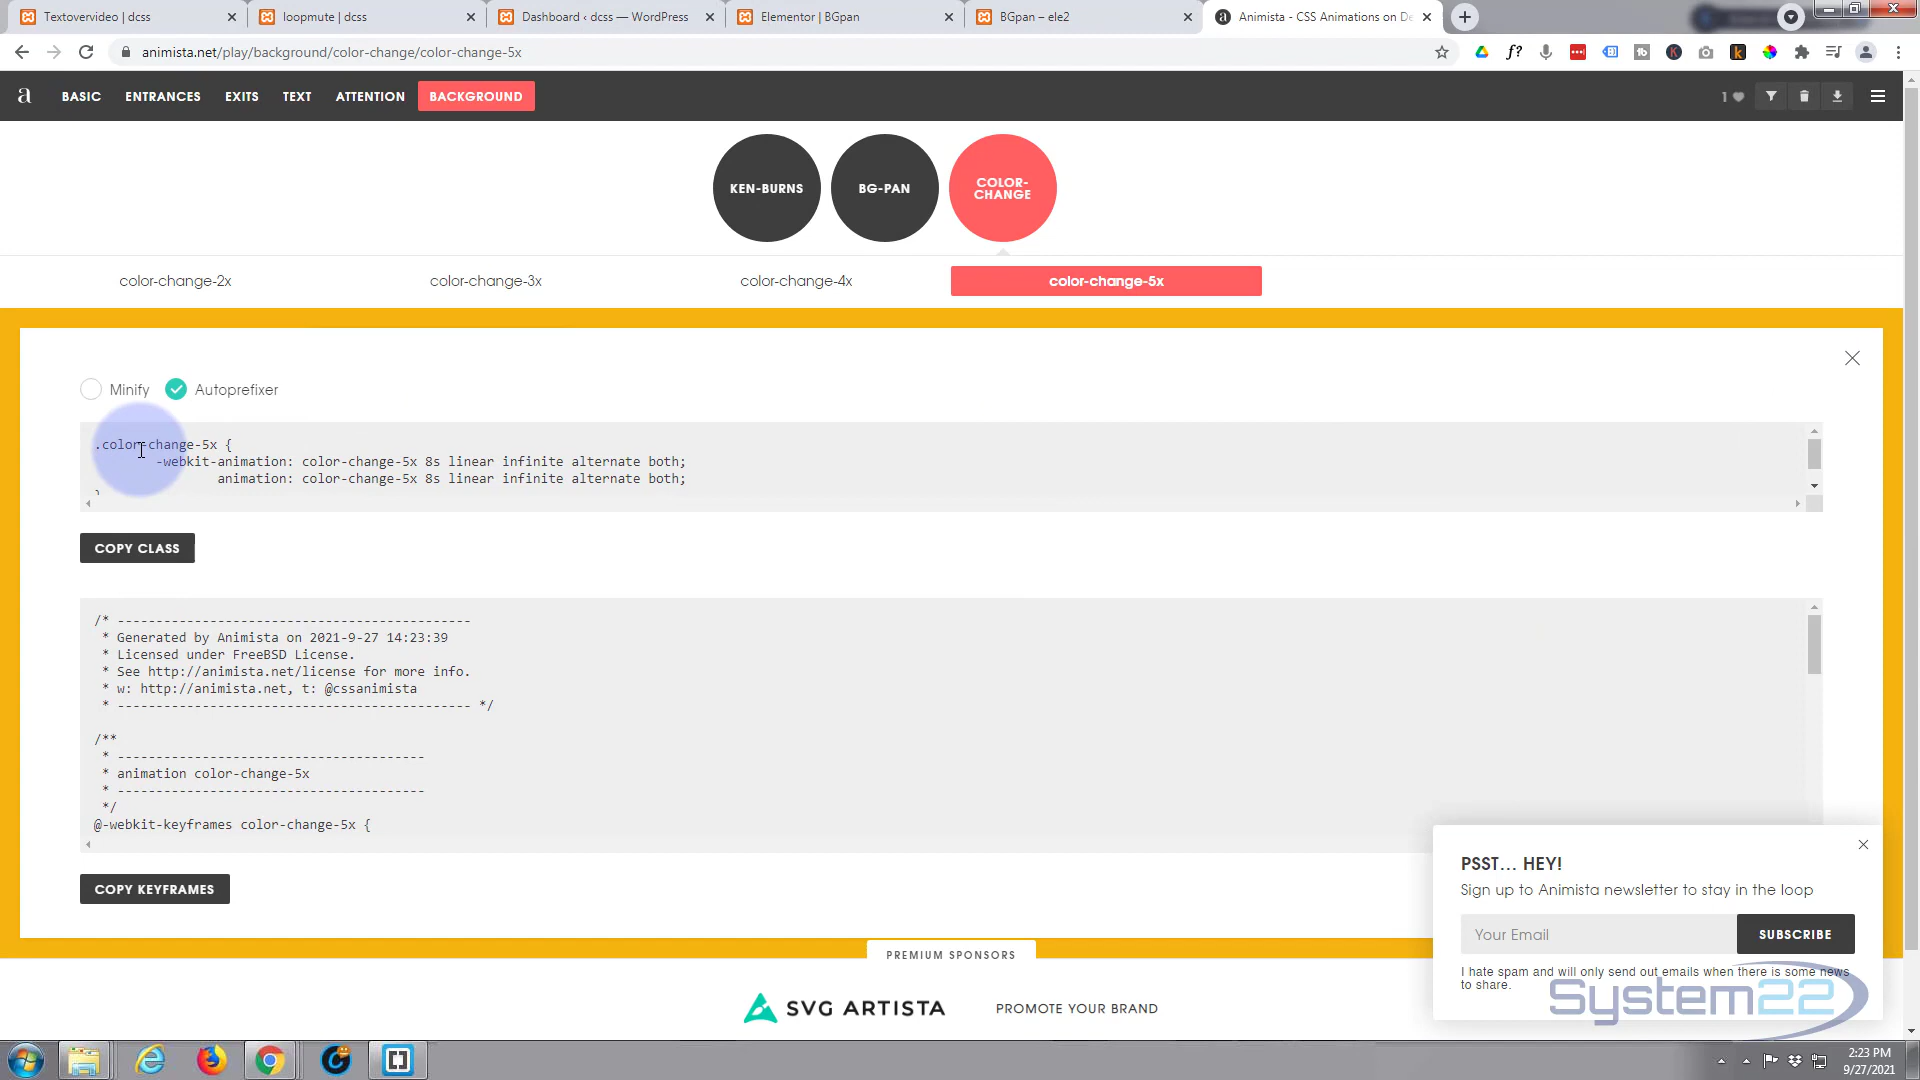 Textovervideo | dcss
loopmute | dcss
Dashboard ‹ dcss — WordPress
Elementor | BGpan
BGpan – ele2
Animista - CSS Animations on De
animista.net/play/background/color-change/color-change-5x
a BASIC ENTRANCES EXITS TEXT ATTENTION BACKGROUND 1
KEN-BURNS
BG-PAN
COLOR-
CHANGE
color-change-2x color-change-3x color-change-4x color-change-5x
Minify Autoprefixer
.color-change-5x {
-webkit-animation: color-change-5x 8s linear infinite alternate both;
animation: color-change-5x 8s linear infinite alternate both;
}
COPY CLASS
/* ----------------------------------------------
* Generated by Animista on 2021-9-27 14:23:39
* Licensed under FreeBSD License.
* See http://animista.net/license for more info.
* w: http://animista.net, t: @cssanimista
* ---------------------------------------------- */
/**
* ----------------------------------------
* animation color-change-5x
* ----------------------------------------
*/
@-webkit-keyframes color-change-5x {
COPY KEYFRAMES
PSST... HEY!
Sign up to Animista newsletter to stay in the loop
Your Email SUBSCRIBE
I hate spam and will only send out emails when there is some news
to share.
PREMIUM SPONSORS
SVG ARTISTA PROMOTE YOUR BRAND
System22
2:23 PM
9/27/2021